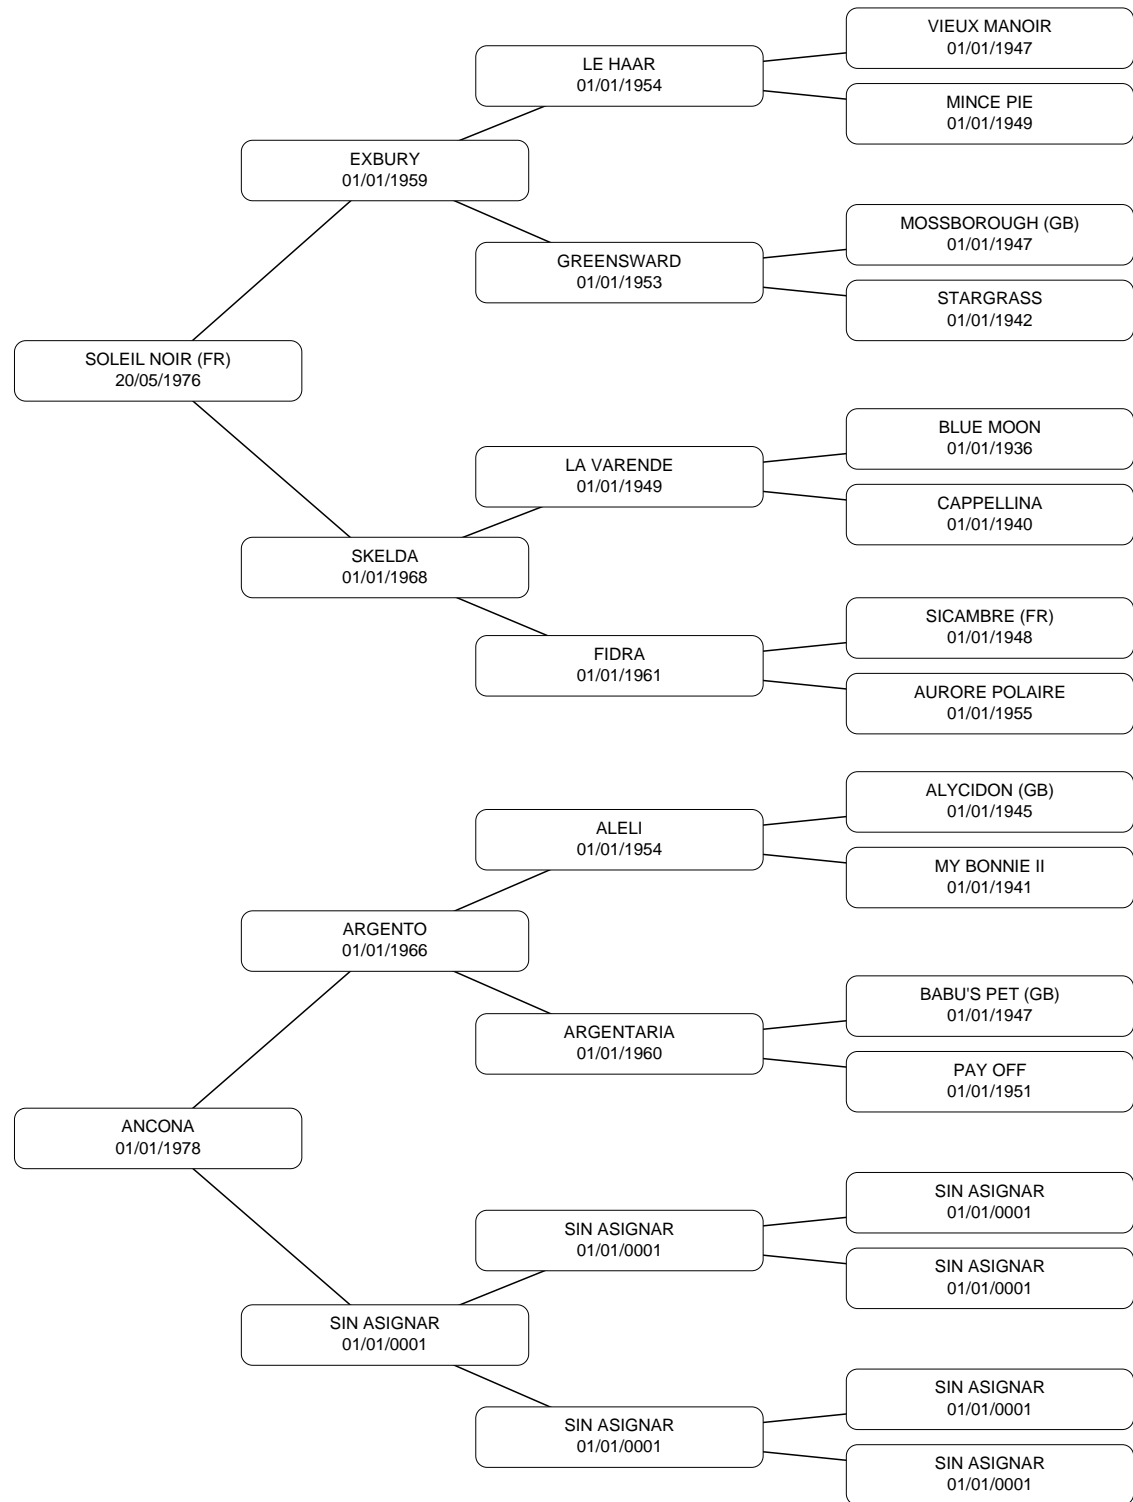 VIEUX MANOIR
01/01/1947
LE HAAR
01/01/1954
MINCE PIE
01/01/1949
EXBURY
01/01/1959
MOSSBOROUGH (GB)
01/01/1947
GREENSWARD
01/01/1953
STARGRASS
01/01/1942
SOLEIL NOIR (FR)
20/05/1976
BLUE MOON
01/01/1936
LA VARENDE
01/01/1949
CAPPELLINA
01/01/1940
SKELDA
01/01/1968
SICAMBRE (FR)
01/01/1948
FIDRA
01/01/1961
AURORE POLAIRE
01/01/1955
ALYCIDON (GB)
01/01/1945
ALELI
01/01/1954
MY BONNIE II
01/01/1941
ARGENTO
01/01/1966
BABU'S PET (GB)
01/01/1947
ARGENTARIA
01/01/1960
PAY OFF
01/01/1951
ANCONA
01/01/1978
SIN ASIGNAR
01/01/0001
SIN ASIGNAR
01/01/0001
SIN ASIGNAR
01/01/0001
SIN ASIGNAR
01/01/0001
SIN ASIGNAR
01/01/0001
SIN ASIGNAR
01/01/0001
SIN ASIGNAR
01/01/0001